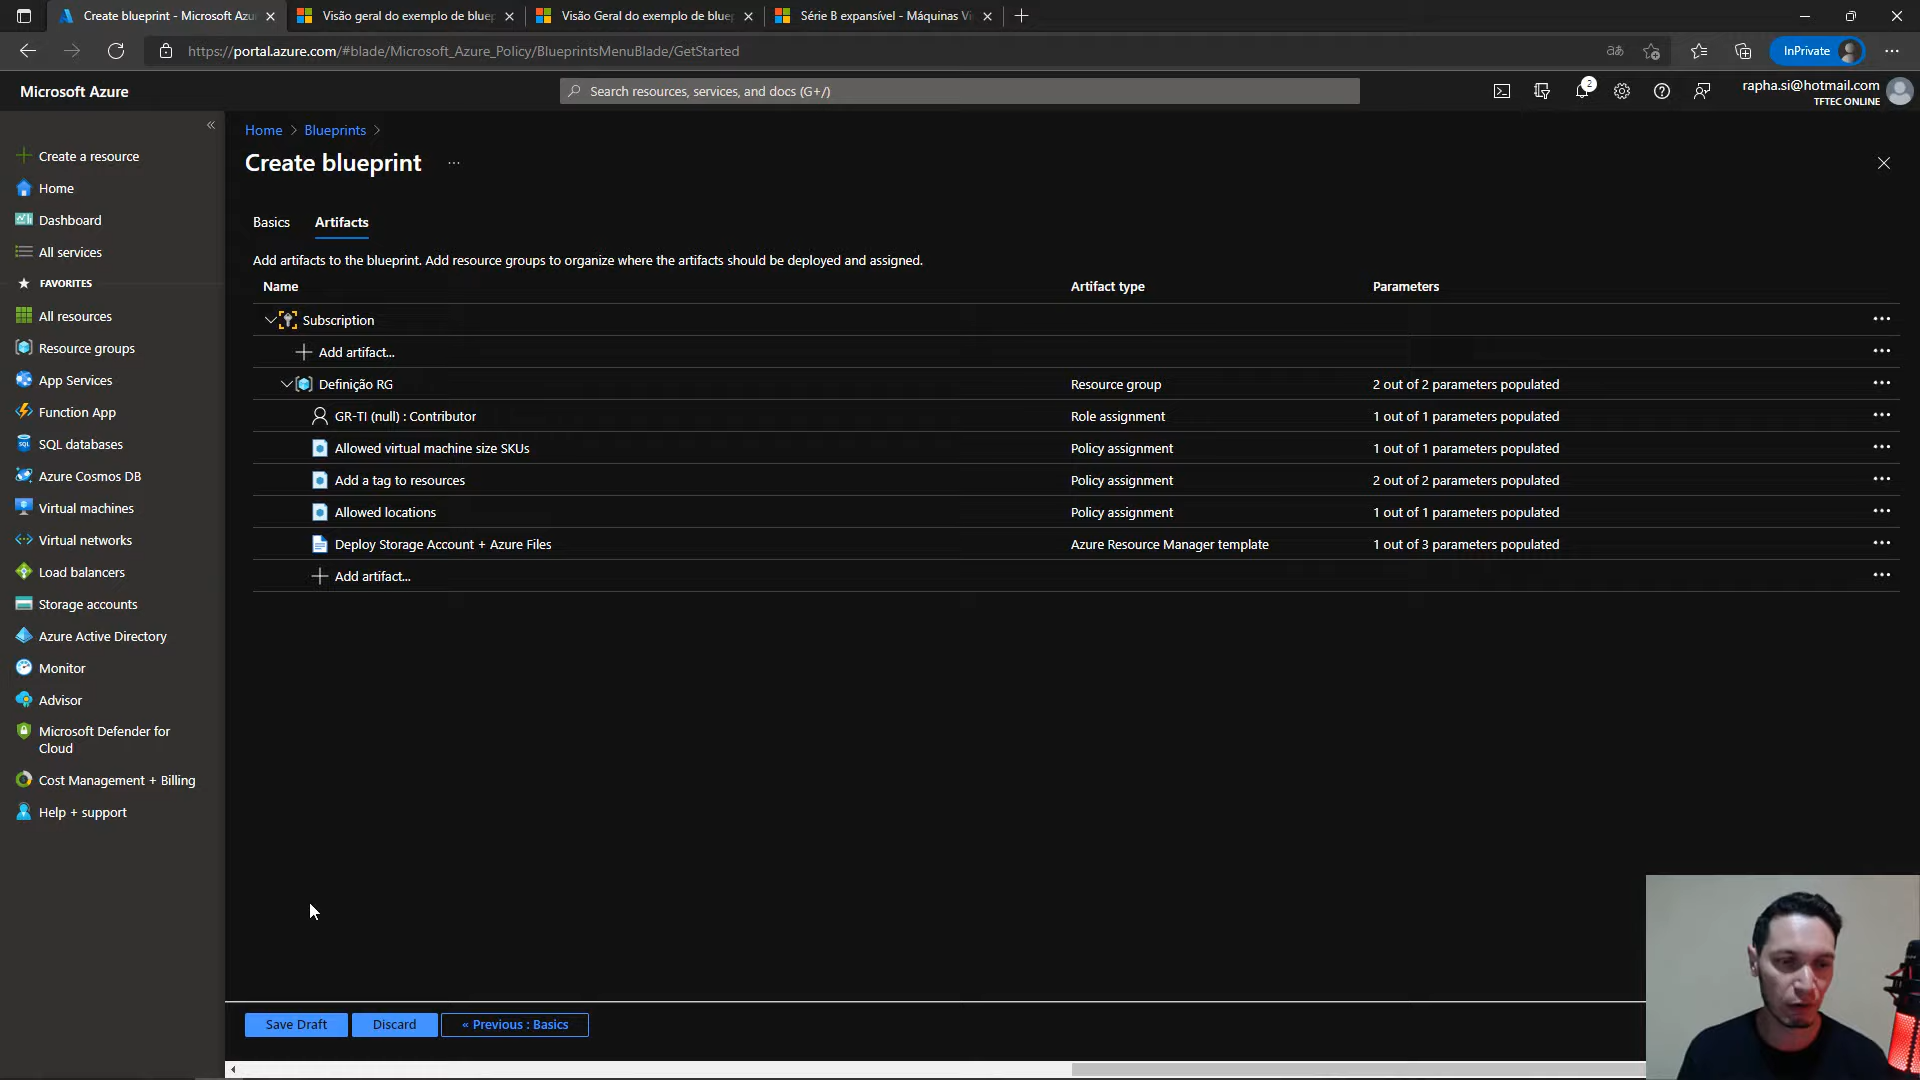 Create blueprint - Microsoft Azu
Visão geral do exemplo de bluep
Visão Geral do exemplo de bluep
Série B expansível - Máquinas Vi
https://portal.azure.com/#blade/Microsoft_Azure_Policy/BlueprintsMenuBlade/GetStarted
InPrivate
Microsoft Azure
Search resources, services, and docs (G+/)
2
rapha.si@hotmail.com
TFTEC ONLINE
Home
Blueprints
Create blueprint
Create a resource
Home
Dashboard
All services
FAVORITES
All resources
Resource groups
App Services
Function App
SQL databases
Azure Cosmos DB
Virtual machines
Virtual networks
Load balancers
Storage accounts
Azure Active Directory
Monitor
Advisor
Microsoft Defender for
Cloud
Cost Management + Billing
Help + support
Basics
Artifacts
Add artifacts to the blueprint. Add resource groups to organize where the artifacts should be deployed and assigned.
Name Artifact type Parameters
Subscription
Add artifact...
Definição RG Resource group 2 out of 2 parameters populated
GR-TI (null) : Contributor Role assignment 1 out of 1 parameters populated
Allowed virtual machine size SKUs Policy assignment 1 out of 1 parameters populated
Add a tag to resources Policy assignment 2 out of 2 parameters populated
Allowed locations Policy assignment 1 out of 1 parameters populated
Deploy Storage Account + Azure Files Azure Resource Manager template 1 out of 3 parameters populated
Add artifact...
Save Draft
Discard
« Previous : Basics